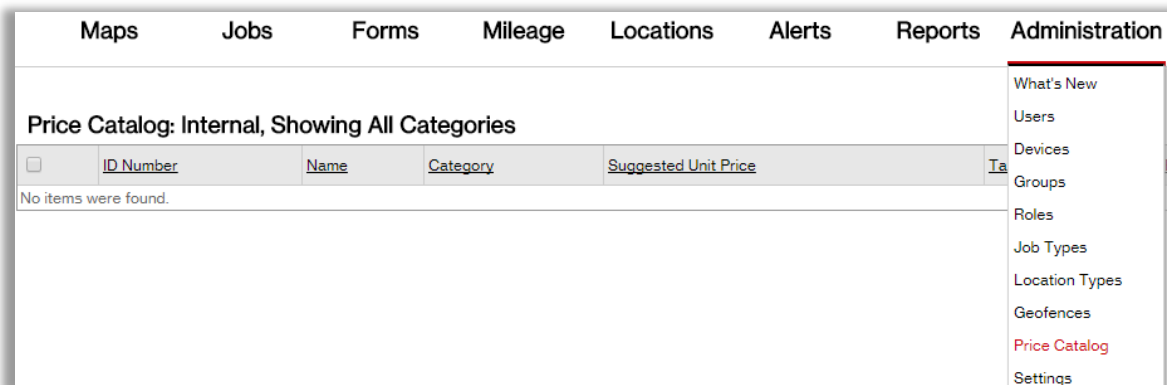 Maps Jobs Forms Mileage Locations Alerts Reports Administration
What's New
Users
Devices
Groups
Roles
Job Types
Location Types
Geofences
Price Catalog
Settings
Price Catalog: Internal, Showing All Categories
ID Number Name Category Suggested Unit Price Ta
No items were found.